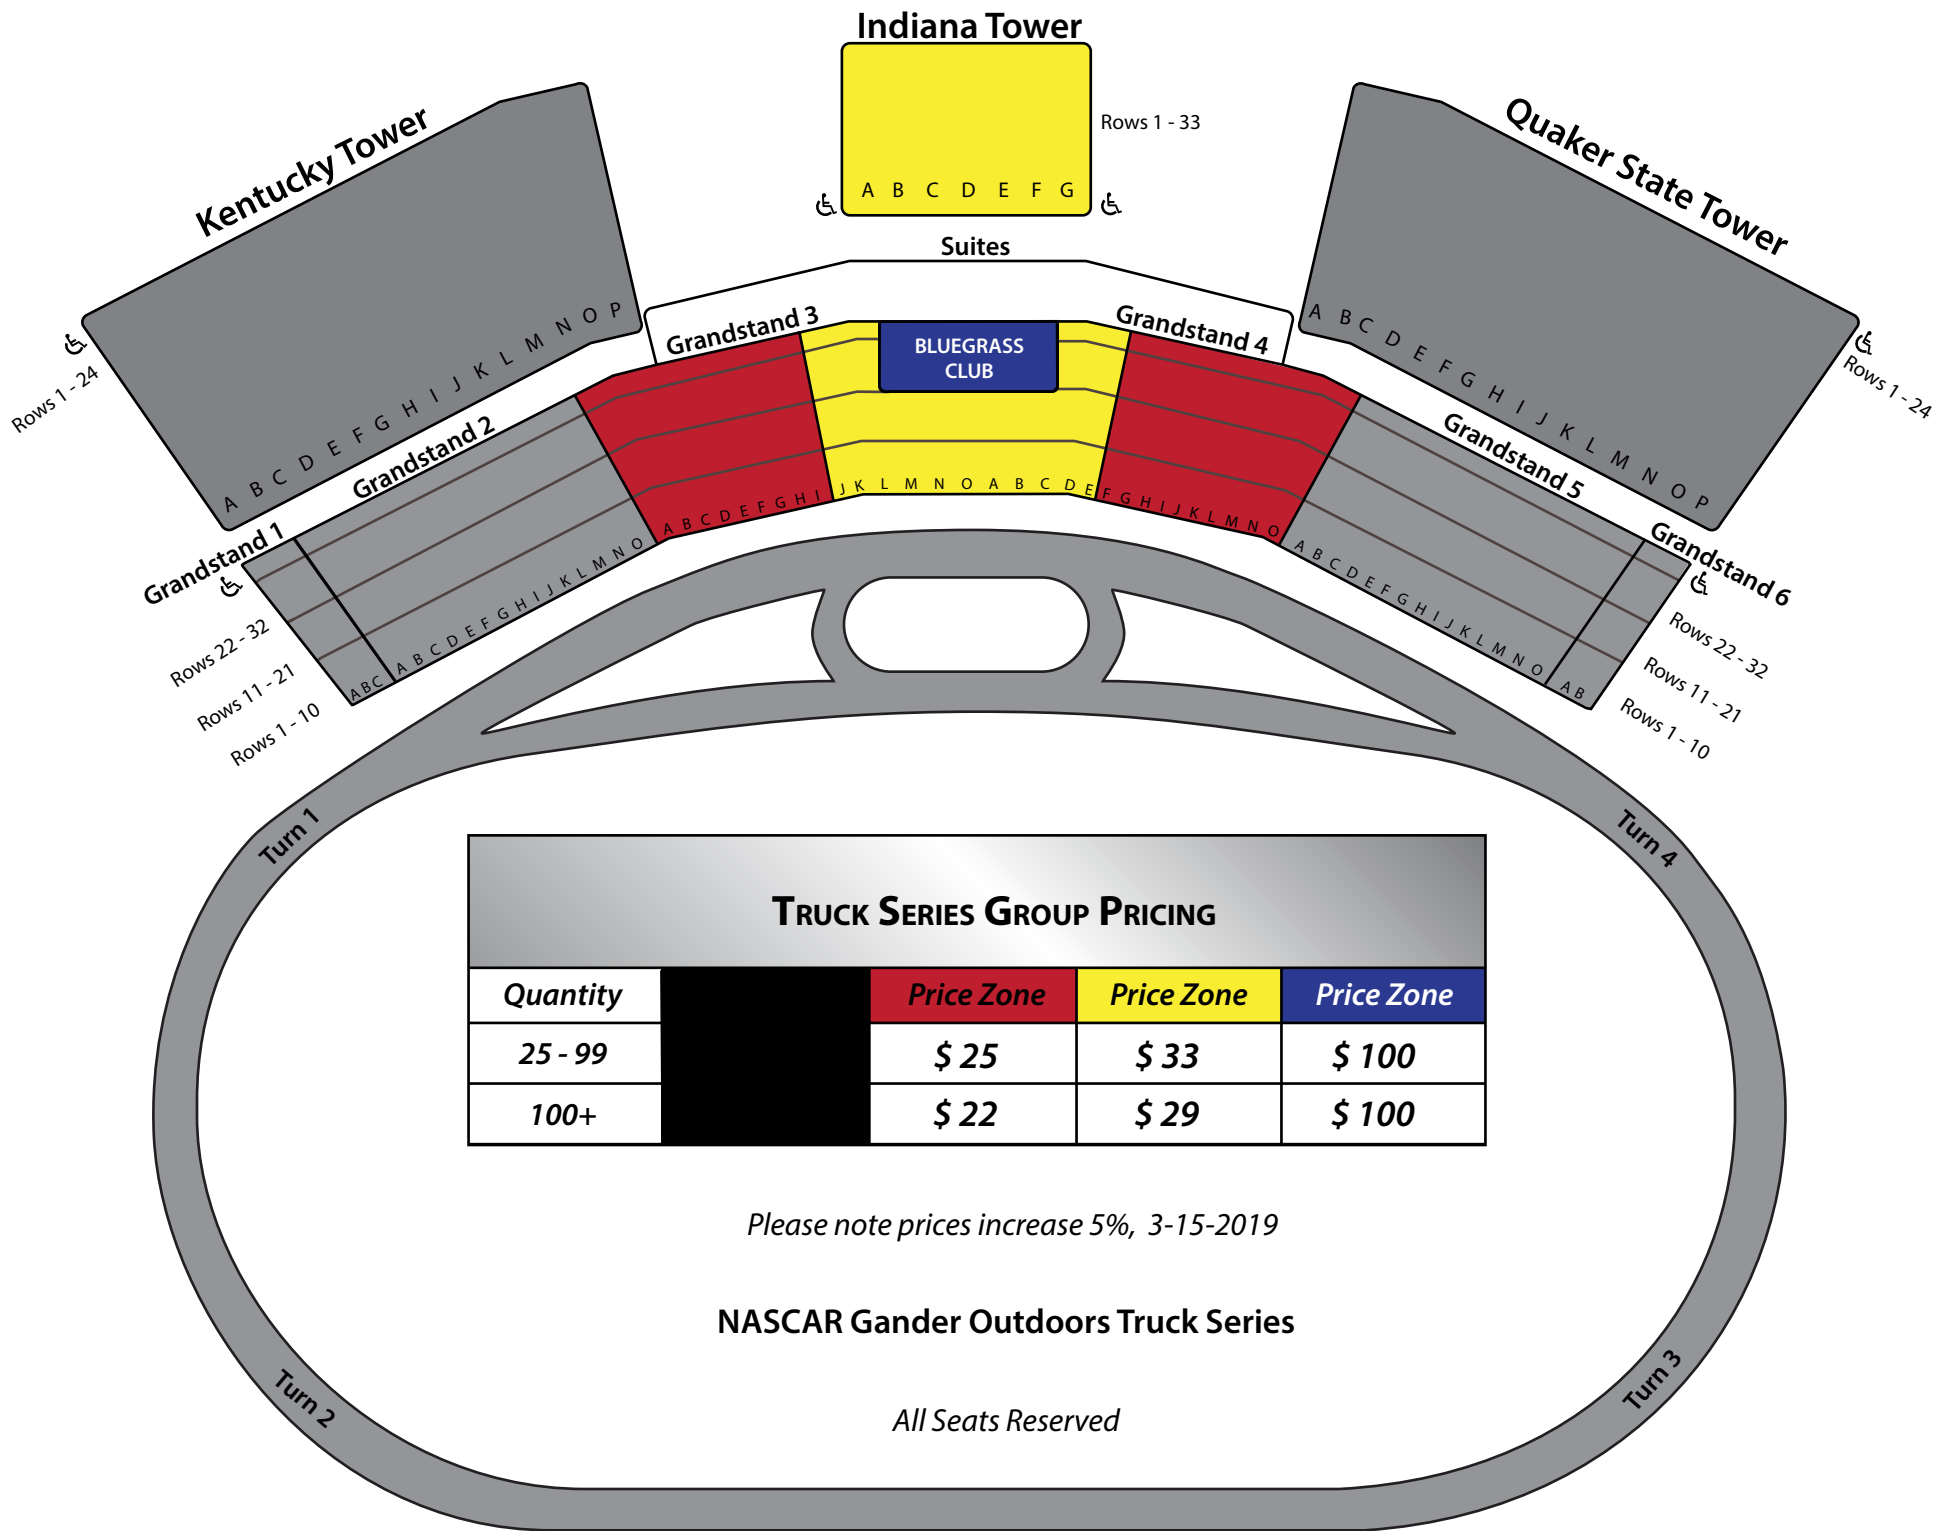 Indiana Tower
Rows 1 - 33
A B C D E F G
Kentucky Tower
Rows 1 - 24
A B C D E F G H I J K L M N O P
Quaker State Tower
Rows 1 - 24
A B C D E F G H I J K L M N O P
Suites
Grandstand 3
Grandstand 4
BLUEGRASS
CLUB
Grandstand 2
Grandstand 5
Grandstand 1
Grandstand 6
A B C
A B C D E F G H I J K L M N O
A B C D E F G H I J K L M N O
A B C D E F G H I J K L M N O
A B C D E F G H I J K L M N O
A B
Rows 22 - 32
Rows 11 - 21
Rows 1 - 10
Rows 22 - 32
Rows 11 - 21
Rows 1 - 10
Turn 1
Turn 4
TRUCK SERIES GROUP PRICING
Quantity Price Zone Price Zone Price Zone
25 - 99 $ 25 $ 33 $ 100
100+ $ 22 $ 29 $ 100
Please note prices increase 5%, 3-15-2019
NASCAR Gander Outdoors Truck Series
Turn 2
Turn 3
All Seats Reserved